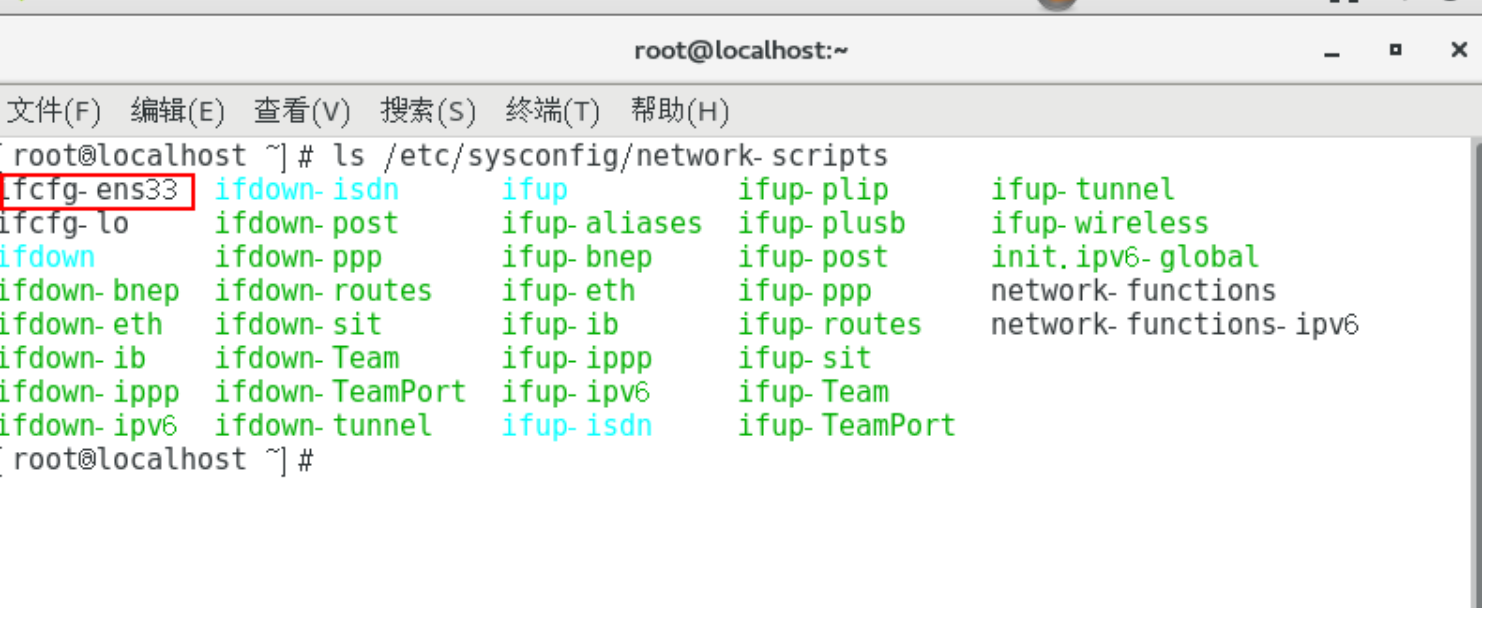 root@localhost:~
文件(F) 编辑(E) 查看(V) 搜索(S) 终端(T) 帮助(H)
[root@localhost ~]# ls /etc/sysconfig/network-scripts
ifcfg-ens33 ifdown-isdn ifup ifup-plip ifup-tunnel
ifcfg-lo ifdown-post ifup-aliases ifup-plusb ifup-wireless
ifdown ifdown-ppp ifup-bnep ifup-post init.ipv6-global
ifdown-bnep ifdown-routes ifup-eth ifup-ppp network-functions
ifdown-eth ifdown-sit ifup-ib ifup-routes network-functions-ipv6
ifdown-ib ifdown-Team ifup-ippp ifup-sit
ifdown-ippp ifdown-TeamPort ifup-ipv6 ifup-Team
ifdown-ipv6 ifdown-tunnel ifup-isdn ifup-TeamPort
[root@localhost ~]#